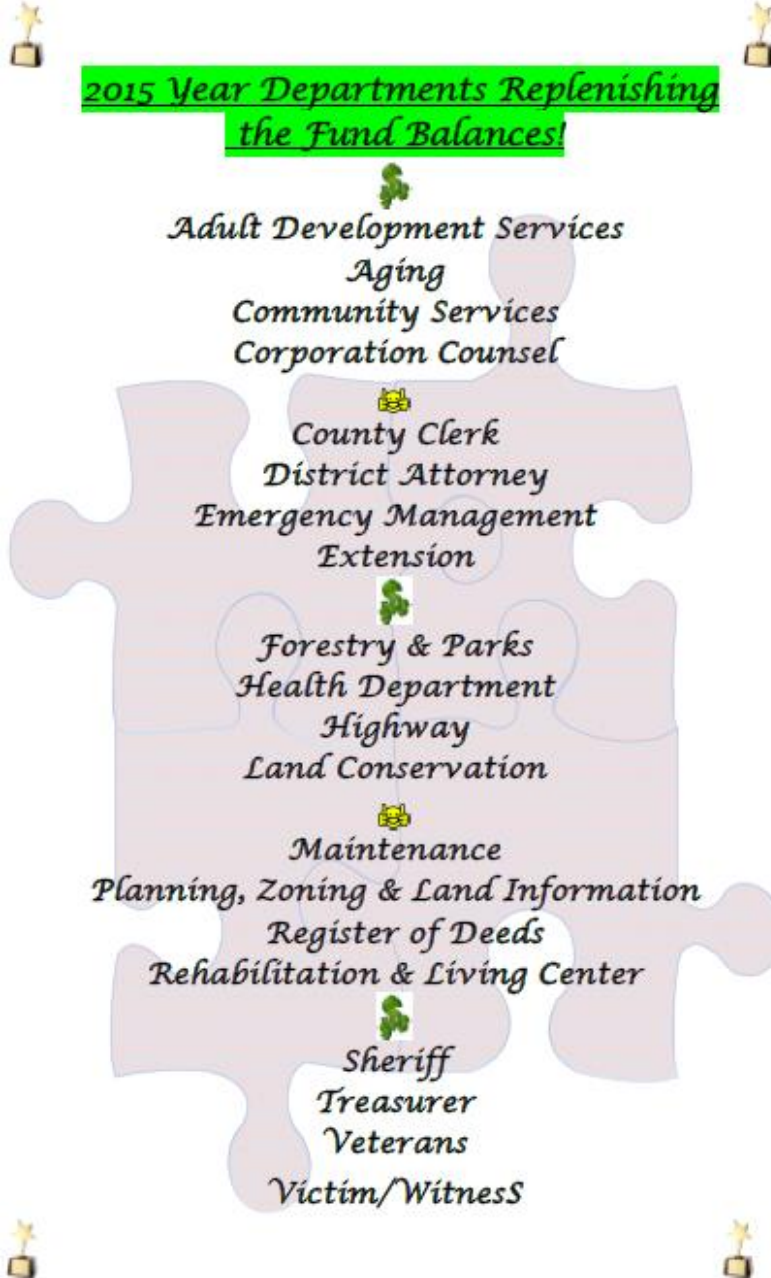 2015 Year Departments Replenishing
the Fund Balances!
Adult Development Services
Aging
Community Services
Corporation Counsel
County Clerk
District Attorney
Emergency Management
Extension
Forestry & Parks
Health Department
Highway
Land Conservation
Maintenance
Planning, Zoning & Land Information
Register of Deeds
Rehabilitation & Living Center
Sheriff
Treasurer
Veterans
Victim/WitnesS